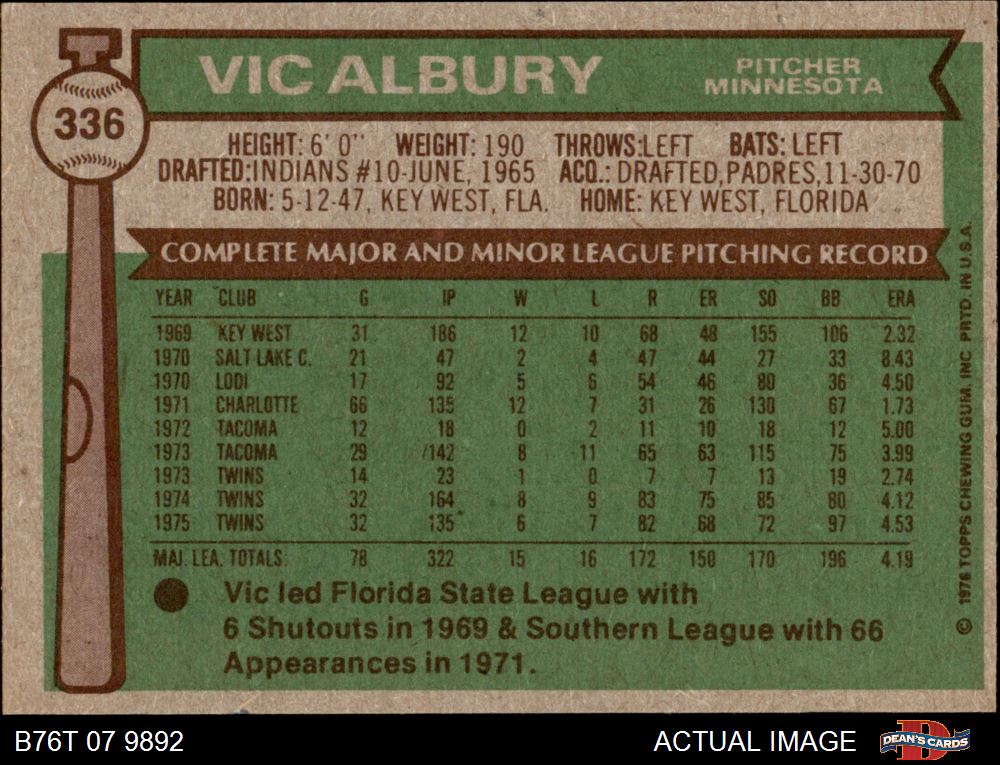 VIC ALBURY
PITCHER
MINNESOTA
336
HEIGHT: 6' 0" WEIGHT: 190 THROWS:LEFT BATS: LEFT
DRAFTED:INDIANS #10-JUNE, 1965 ACQ.: DRAFTED,PADRES,11-30-70
BORN: 5-12-47, KEY WEST, FLA. HOME: KEY WEST, FLORIDA
COMPLETE MAJOR AND MINOR LEAGUE PITCHING RECORD
YEAR CLUB G IP W L R ER SO BB ERA
1969 KEY WEST 31 186 12 10 68 48 155 106 2.32
1970 SALT LAKE C. 21 47 2 4 47 44 27 33 8.43
1970 LODI 17 92 5 6 54 46 80 36 4.50
1971 CHARLOTTE 66 135 12 7 31 26 130 67 1.73
1972 TACOMA 12 18 0 2 11 10 18 12 5.00
1973 TACOMA 29 142 8 11 65 63 115 75 3.99
1973 TWINS 14 23 1 0 7 7 13 19 2.74
1974 TWINS 32 164 8 9 83 75 85 80 4.12
1975 TWINS 32 135 6 7 82 68 72 97 4.53
MAJ. LEA. TOTALS 78 322 15 16 172 150 170 196 4.19
Vic led Florida State League with
6 Shutouts in 1969 & Southern League with 66
Appearances in 1971.
© 1976 TOPPS CHEWING GUM, INC PRTD. IN U.S.A.
B76T 07 9892
ACTUAL IMAGE
D
DEAN'S CARDS